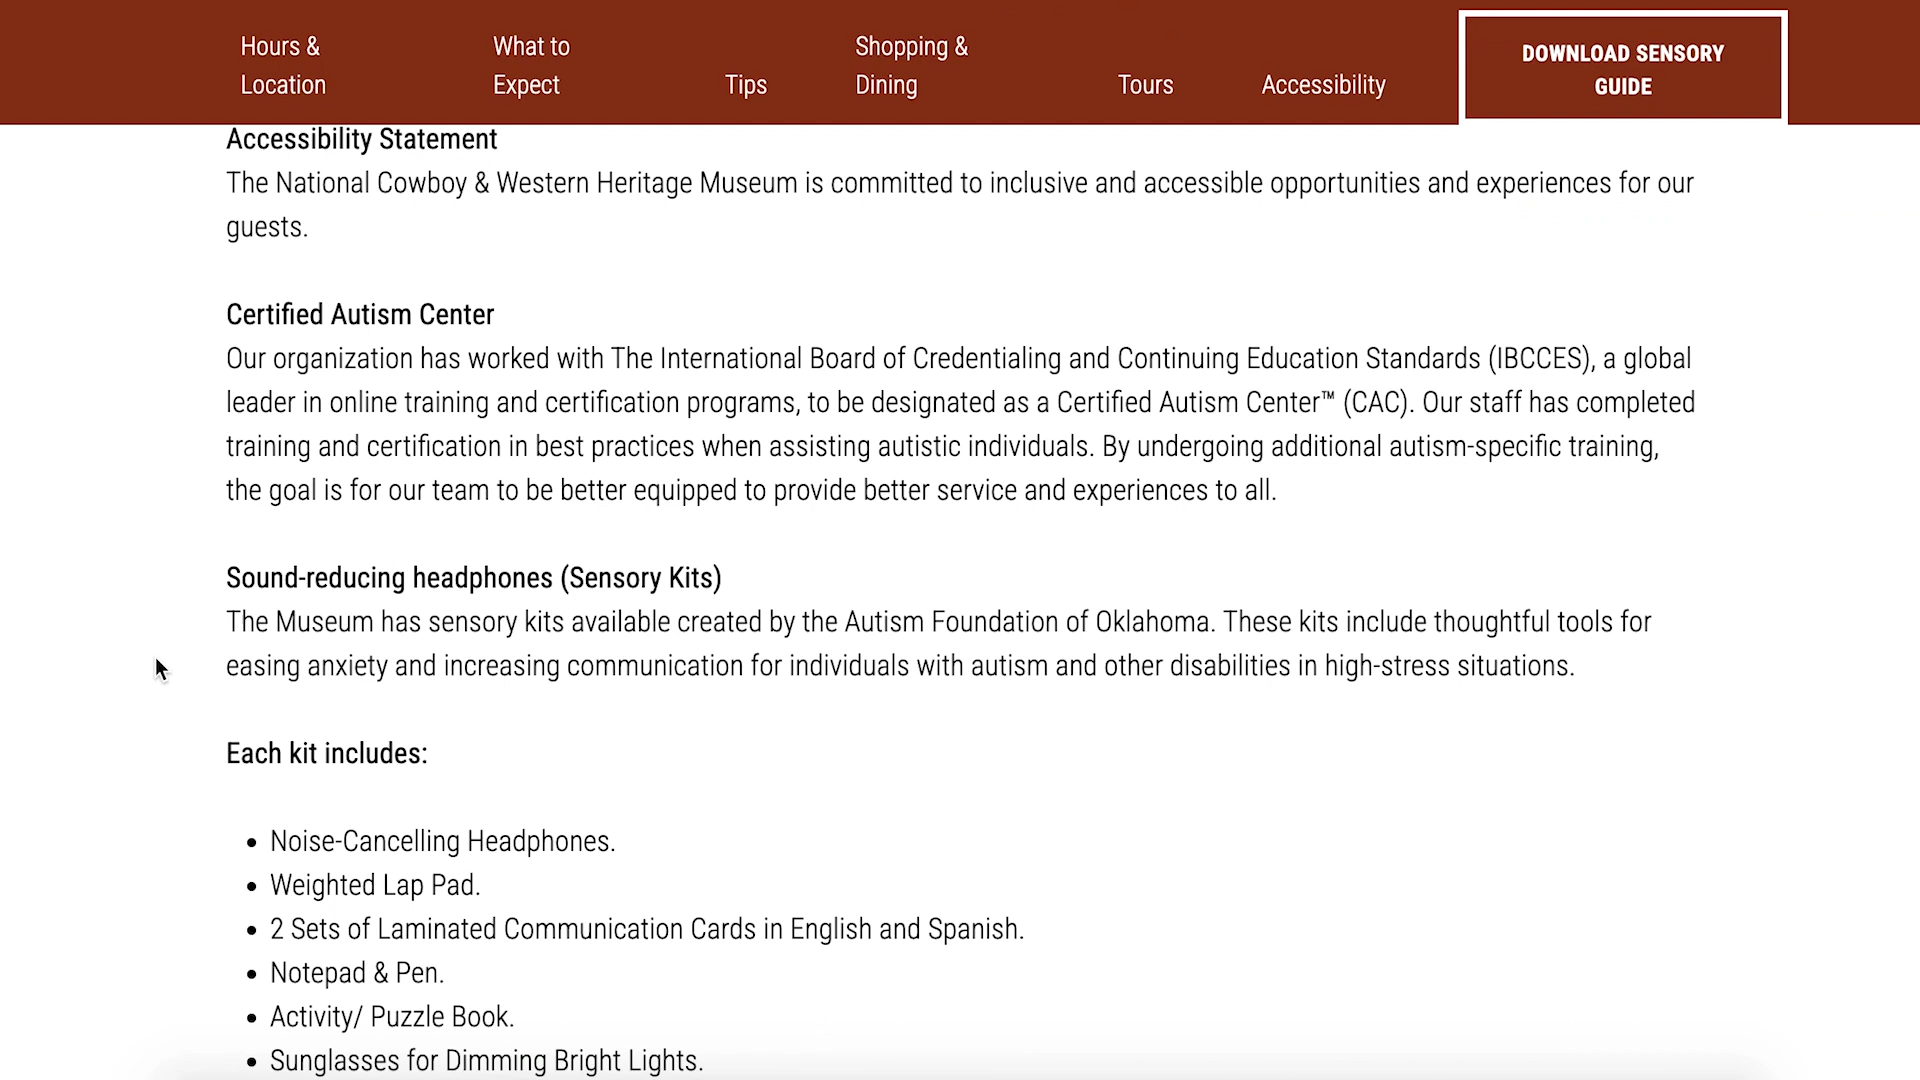 Hours &
Location
What to
Expect
Tips
Shopping &
Dining
Tours
Accessibility
DOWNLOAD SENSORY
GUIDE
Accessibility Statement
The National Cowboy & Western Heritage Museum is committed to inclusive and accessible opportunities and experiences for our
guests.
Certified Autism Center
Our organization has worked with The International Board of Credentialing and Continuing Education Standards (IBCCES), a global
leader in online training and certification programs, to be designated as a Certified Autism Center™ (CAC). Our staff has completed
training and certification in best practices when assisting autistic individuals. By undergoing additional autism-specific training,
the goal is for our team to be better equipped to provide better service and experiences to all.
Sound-reducing headphones (Sensory Kits)
The Museum has sensory kits available created by the Autism Foundation of Oklahoma. These kits include thoughtful tools for
easing anxiety and increasing communication for individuals with autism and other disabilities in high-stress situations.
Each kit includes:
• Noise-Cancelling Headphones.
• Weighted Lap Pad.
• 2 Sets of Laminated Communication Cards in English and Spanish.
• Notepad & Pen.
• Activity/ Puzzle Book.
• Sunglasses for Dimming Bright Lights.